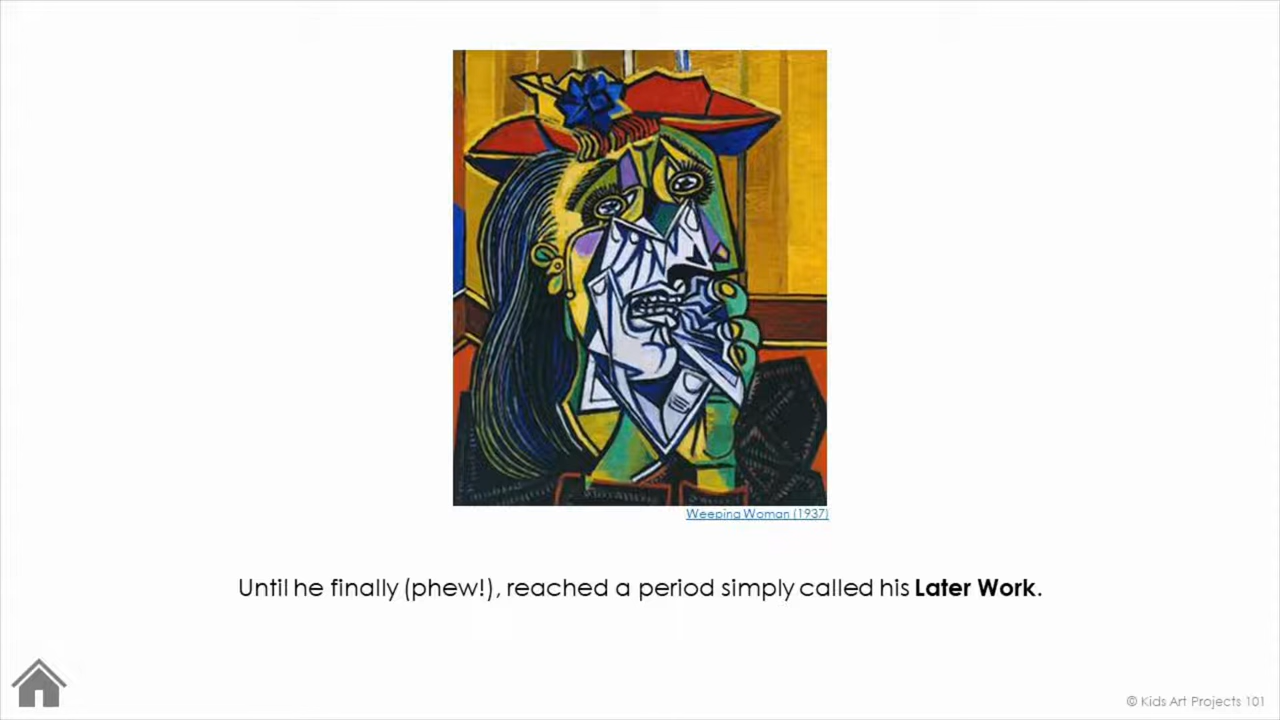 Weeping Woman (1937)
Until he finally (phew!), reached a period simply called his Later Work.
© Kids Art Projects 101